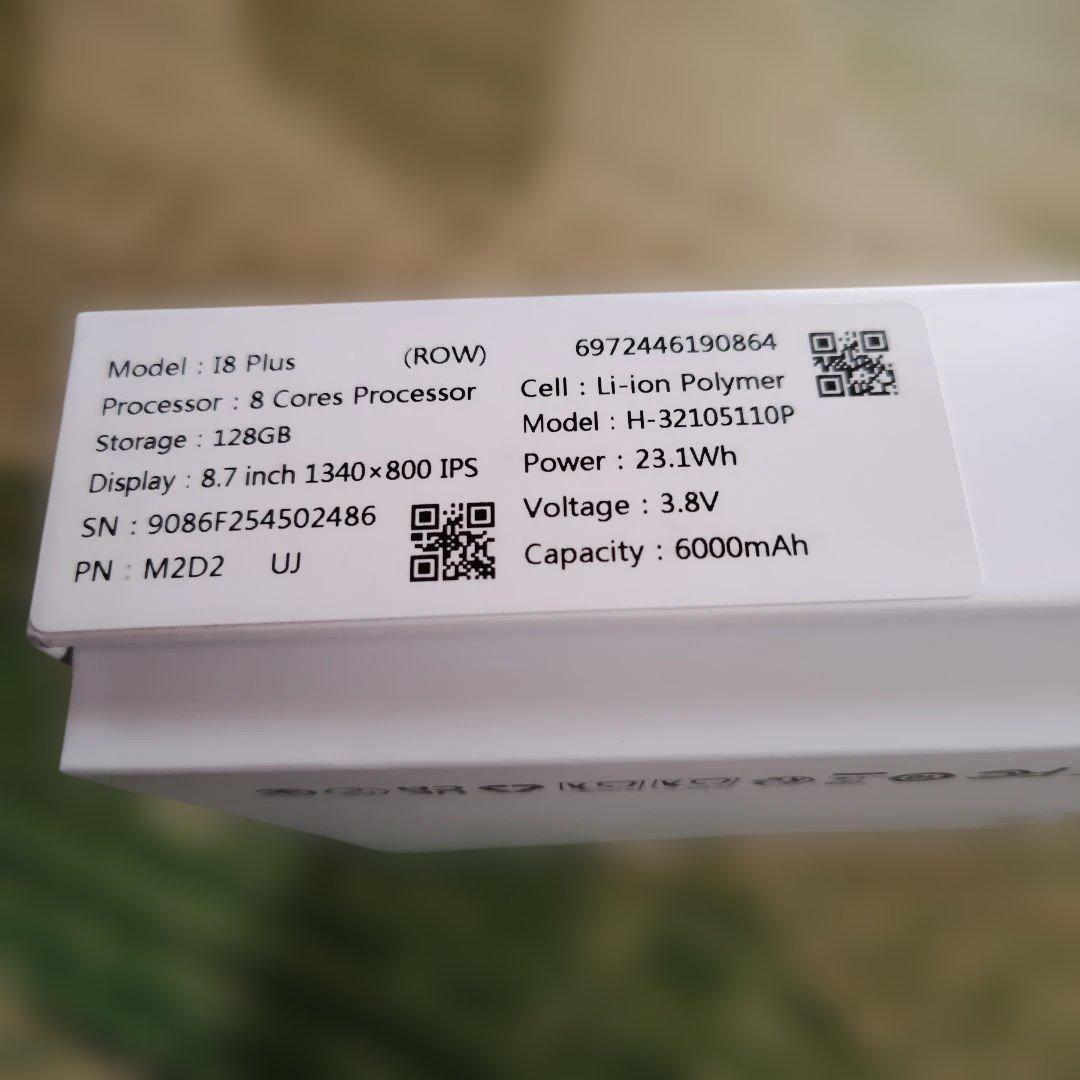 Model : I8 Plus (ROW)
Processor : 8 Cores Processor
Storage : 128GB
Display : 8.7 inch 1340×800 IPS
SN : 9086F254502486
PN : M2D2 UJ
6972446190864
Cell : Li-ion Polymer
Model : H-32105110P
Power : 23.1Wh
Voltage : 3.8V
Capacity : 6000mAh